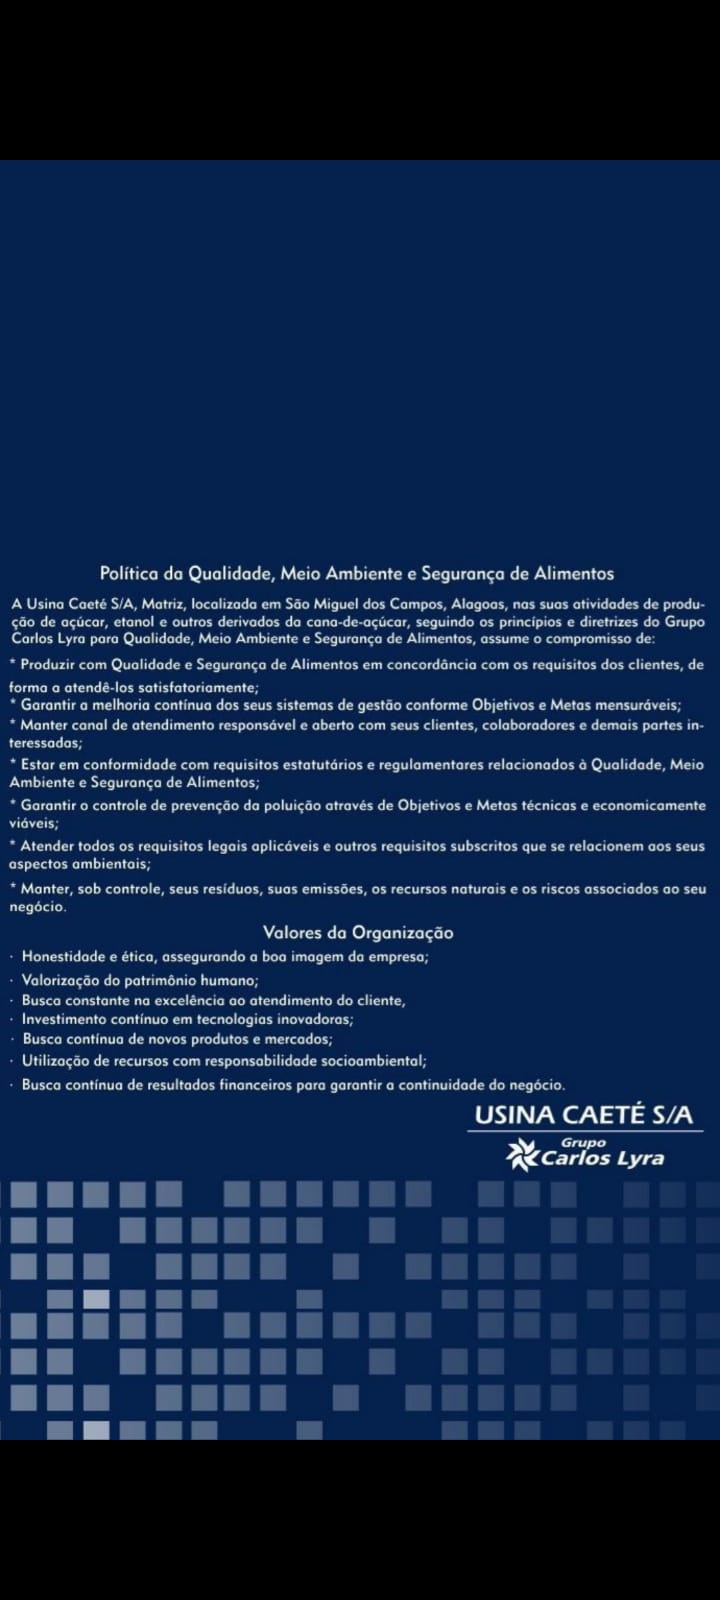 Política da Qualidade, Meio Ambiente e Segurança de Alimentos
A Usina Caeté S/A, Matriz, localizada em São Miguel dos Campos, Alagoas, nas suas atividades de produ-
ção de açúcar, etanol e outros derivados da cana-de-açúcar, seguindo os princípios e diretrizes do Grupo
Carlos Lyra para Qualidade, Meio Ambiente e Segurança de Alimentos, assume o compromisso de:
* Produzir com Qualidade e Segurança de Alimentos em concordância com os requisitos dos clientes, de
forma a atendê-los satisfatoriamente;
* Garantir a melhoria contínua dos seus sistemas de gestão conforme Objetivos e Metas mensuráveis;
* Manter canal de atendimento responsável e aberto com seus clientes, colaboradores e demais partes in-
teressadas;
* Estar em conformidade com requisitos estatutários e regulamentares relacionados à Qualidade, Meio
Ambiente e Segurança de Alimentos;
* Garantir o controle de prevenção da poluição através de Objetivos e Metas técnicas e economicamente
viáveis;
* Atender todos os requisitos legais aplicáveis e outros requisitos subscritos que se relacionem aos seus
aspectos ambientais;
* Manter, sob controle, seus resíduos, suas emissões, os recursos naturais e os riscos associados ao seu
negócio.
Valores da Organização
· Honestidade e ética, assegurando a boa imagem da empresa;
· Valorização do patrimônio humano;
· Busca constante na excelência ao atendimento do cliente,
· Investimento contínuo em tecnologias inovadoras;
· Busca contínua de novos produtos e mercados;
· Utilização de recursos com responsabilidade socioambiental;
· Busca contínua de resultados financeiros para garantir a continuidade do negócio.
USINA CAETÉ S/A
Grupo
Carlos Lyra